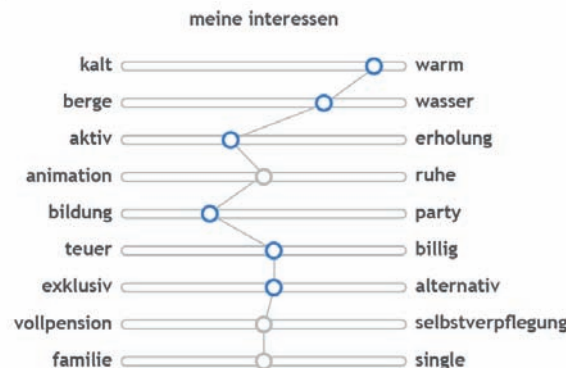 meine interessen
kalt warm
berge wasser
aktiv erholung
animation ruhe
bildung party
teuer billig
exklusiv alternativ
vollpension selbstverpflegung
familie single